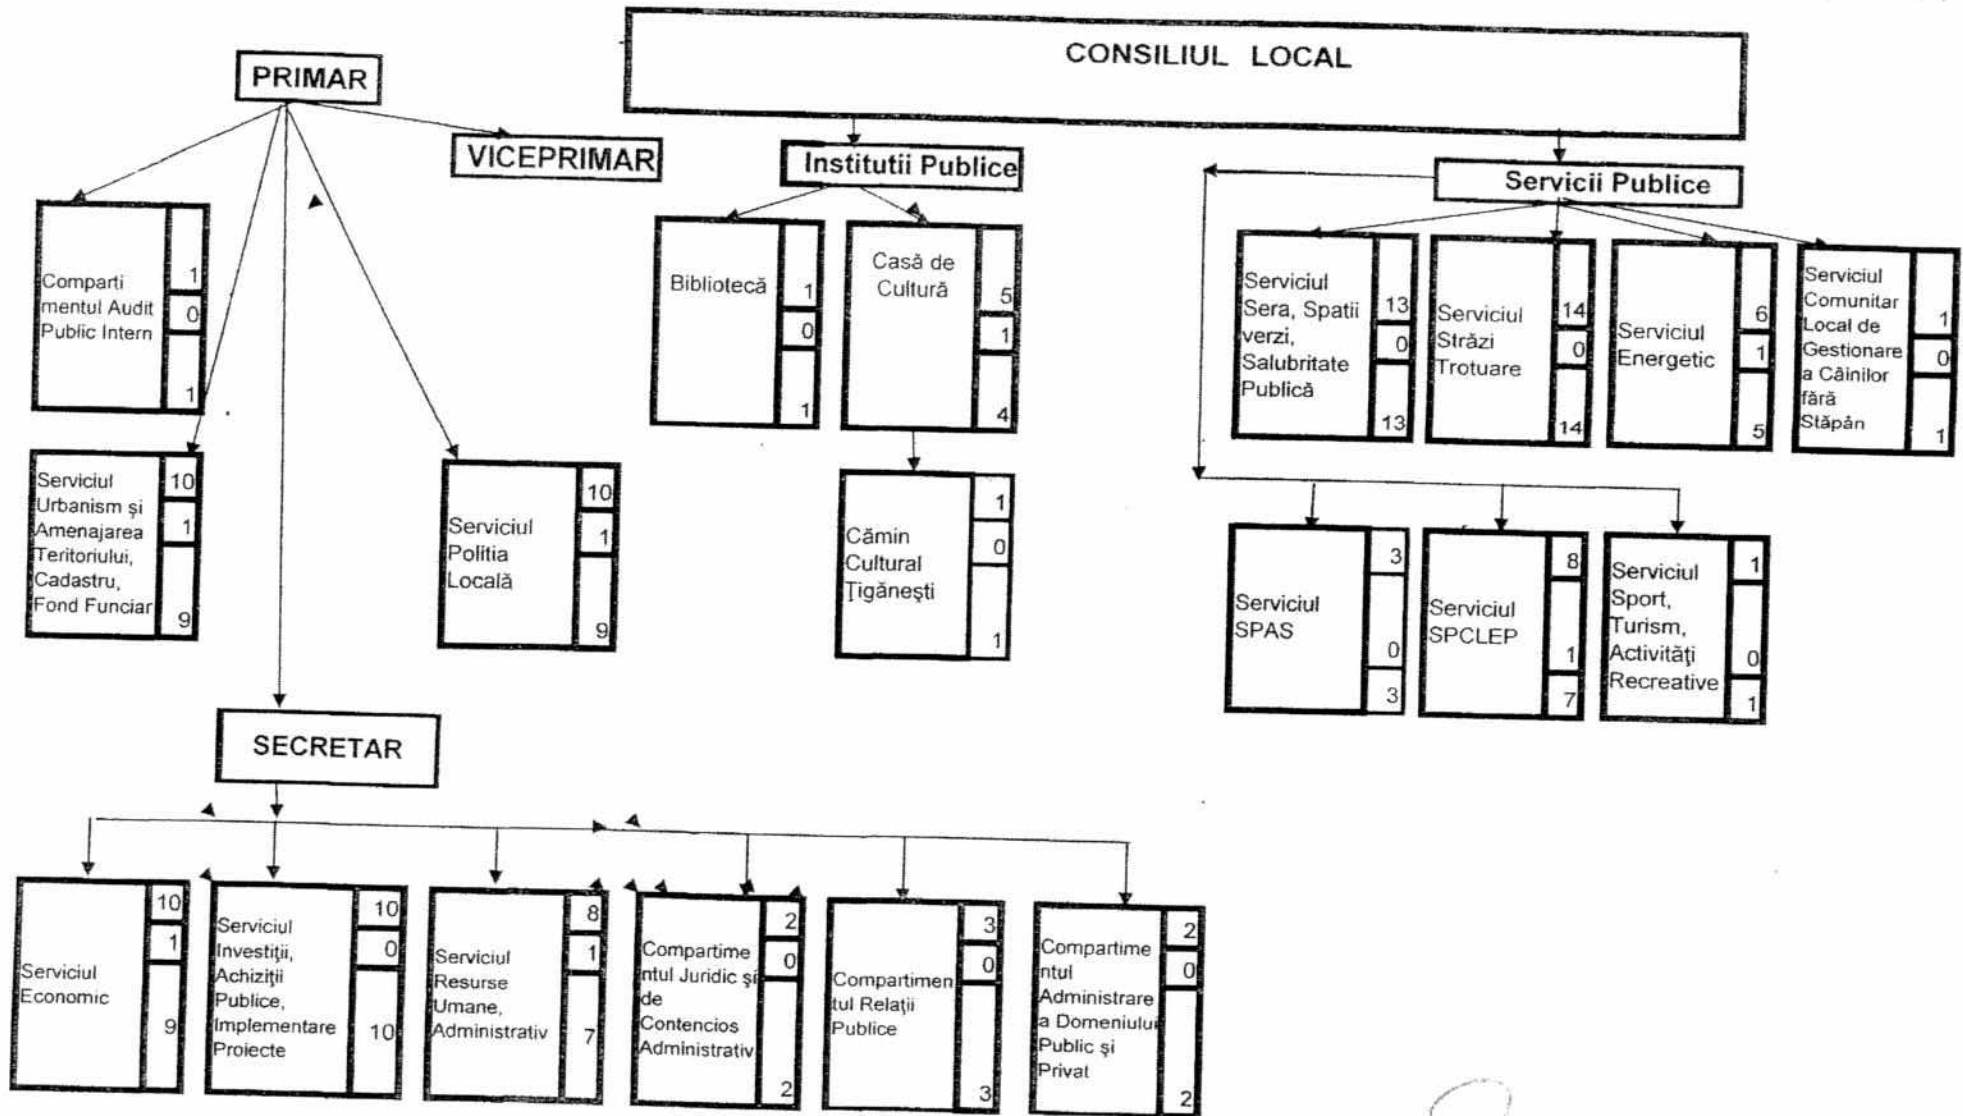 CONSILIUL LOCAL
PRIMAR
VICEPRIMAR
Institutii Publice
Servicii Publice
Comparti
mentul Audit
Public Intern
1
0
1
Bibliotecă
1
0
1
Casă de
Cultură
5
1
4
Serviciul
Sera, Spatii
verzi,
Salubritate
Publică
13
0
13
Serviciul
Străzi
Trotuare
14
0
14
Serviciul
Energetic
6
1
5
Serviciul
Comunitar
Local de
Gestionare
a Câinilor
fără
Stăpân
1
0
1
Serviciul
Urbanism şi
Amenajarea
Teritoriului,
Cadastru,
Fond Funciar
10
1
9
Serviciul
Politia
Locală
10
1
9
Cămin
Cultural
Ţigăneşti
1
0
1
Serviciul
SPAS
3
0
3
Serviciul
SPCLEP
8
1
7
Serviciul
Sport,
Turism,
Activităţi
Recreative
1
0
1
SECRETAR
Serviciul
Economic
10
1
9
Serviciul
Investiţii,
Achiziţii
Publice,
Implementare
Proiecte
10
0
10
Serviciul
Resurse
Umane,
Administrativ
8
1
7
Compartime
ntul Juridic şi
de
Contencios
Administrativ
2
0
2
Compartimen
tul Relaţii
Publice
3
0
3
Compartime
ntul
Administrare
a Domeniului
Public şi
Privat
2
0
2